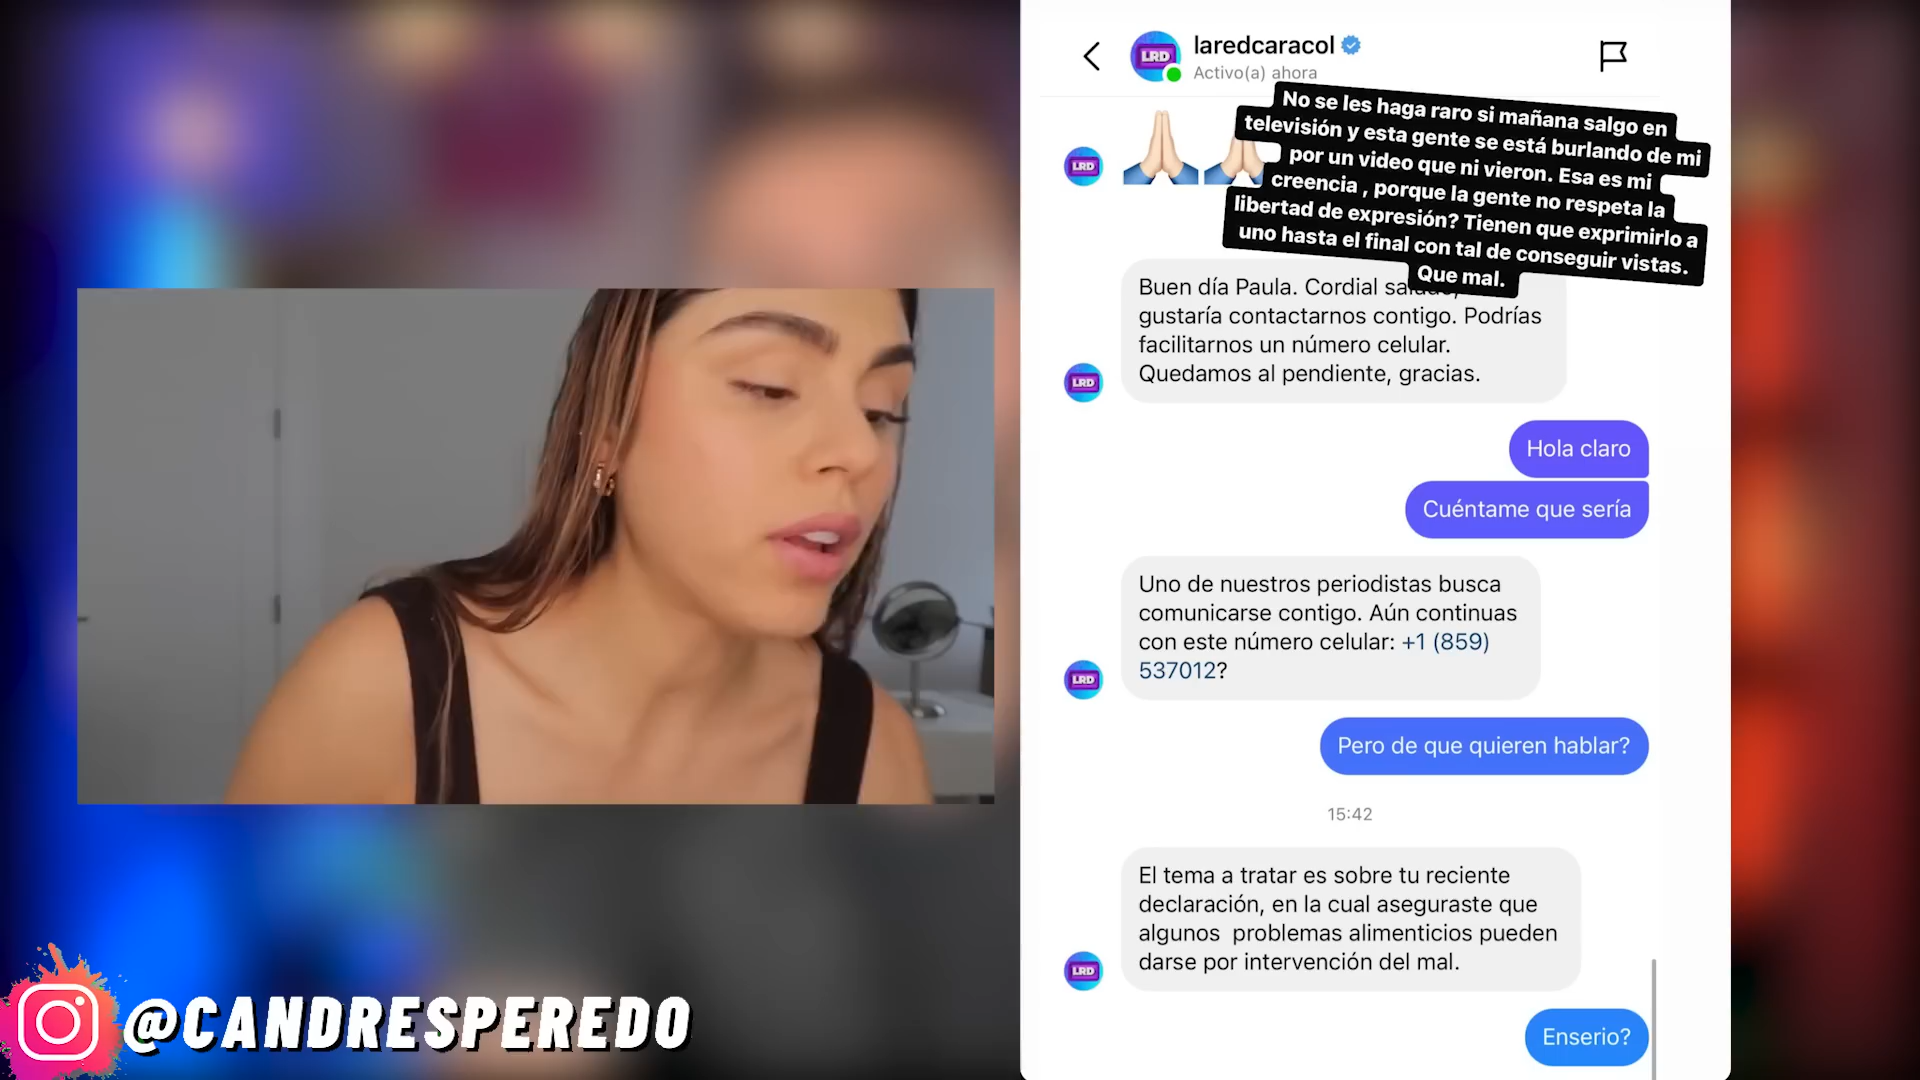 laredcaracol
Activo(a) ahora
LRD
No se les haga raro si mañana salgo en
televisión y esta gente se está burlando de mi
por un video que ni vieron. Esa es mi
creencia , porque la gente no respeta la
libertad de expresión? Tienen que exprimirlo a
uno hasta el final con tal de conseguir vistas.
Que mal.
LRD
Buen día Paula. Cordial
gustaría contactarnos contigo. Podrías
facilitarnos un número celular.
Quedamos al pendiente, gracias.
LRD
Hola claro
Cuéntame que sería
Uno de nuestros periodistas busca
comunicarse contigo. Aún continuas
con este número celular: +1 (859)
537012?
LRD
Pero de que quieren hablar?
15:42
El tema a tratar es sobre tu reciente
declaración, en la cual aseguraste que
algunos problemas alimenticios pueden
darse por intervención del mal.
LRD
Enserio?
@CANDRESPEREDO